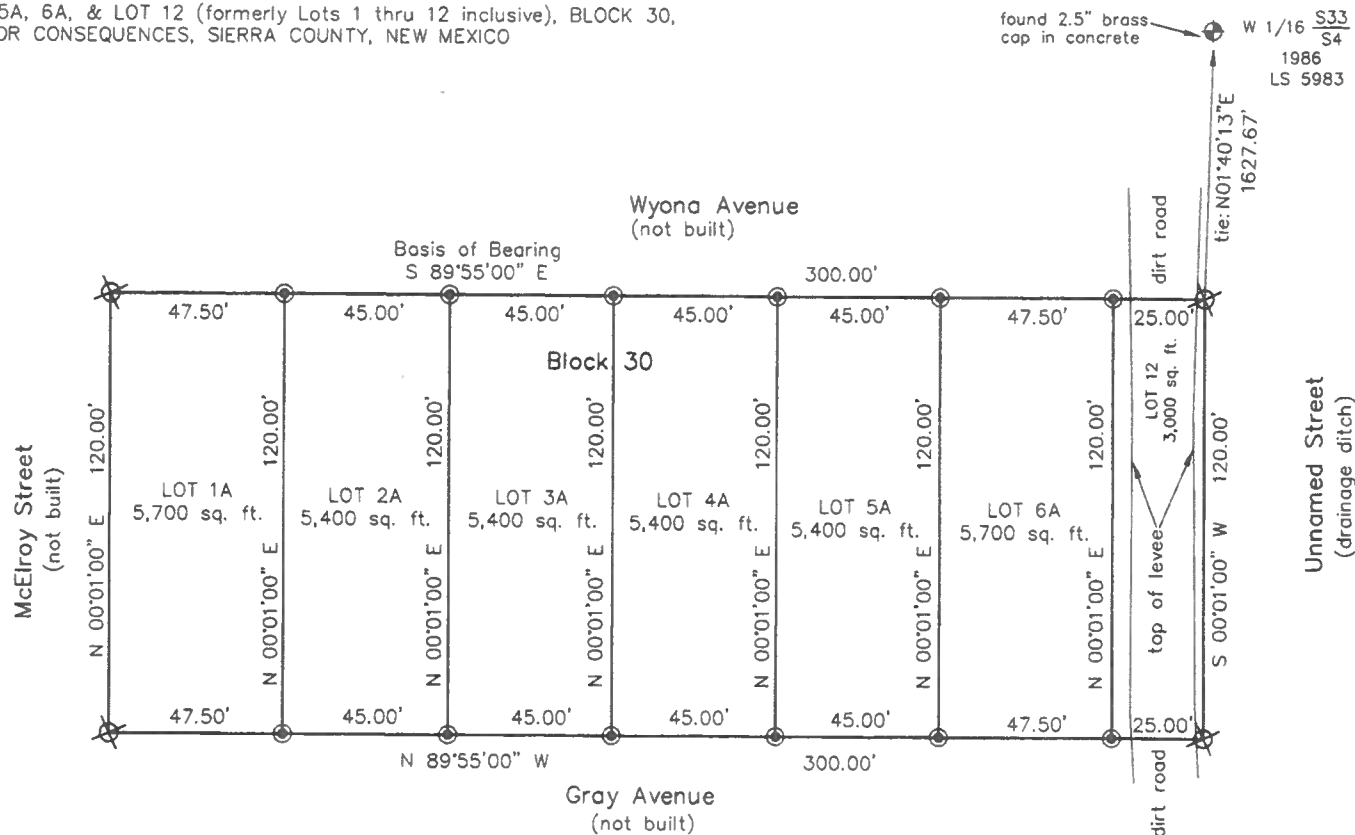 5A, 6A, & LOT 12 (formerly Lots 1 thru 12 inclusive), BLOCK 30,
OR CONSEQUENCES, SIERRA COUNTY, NEW MEXICO
found 2.5" brass
cap in concrete
W 1/16 S33
S4
1986
LS 5983
tie: N01°40'13"E
1627.67'
Wyona Avenue
(not built)
dirt road
Basis of Bearing
S 89°55'00" E
300.00'
47.50'
45.00'
45.00'
45.00'
45.00'
47.50'
25.00'
Block 30
McElroy Street
(not built)
N 00°01'00" E 120.00'
LOT 1A
5,700 sq. ft.
N 00°01'00" E 120.00'
LOT 2A
5,400 sq. ft.
N 00°01'00" E 120.00'
LOT 3A
5,400 sq. ft.
N 00°01'00" E 120.00'
LOT 4A
5,400 sq. ft.
N 00°01'00" E 120.00'
LOT 5A
5,400 sq. ft.
N 00°01'00" E 120.00'
LOT 6A
5,700 sq. ft.
N 00°01'00" E 120.00'
LOT 12
3,000 sq. ft.
top of levee
S 00°01'00" W 120.00'
Unnamed Street
(drainage ditch)
47.50'
45.00'
45.00'
45.00'
45.00'
47.50'
25.00'
N 89°55'00" W
300.00'
dirt road
Gray Avenue
(not built)